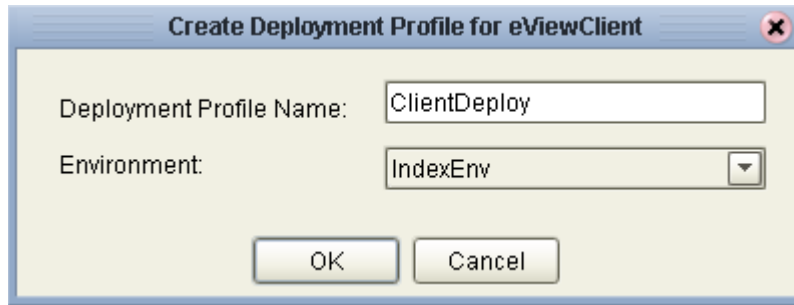 Create Deployment Profile for eViewClient
Deployment Profile Name: ClientDeploy
Environment: IndexEnv
OK Cancel